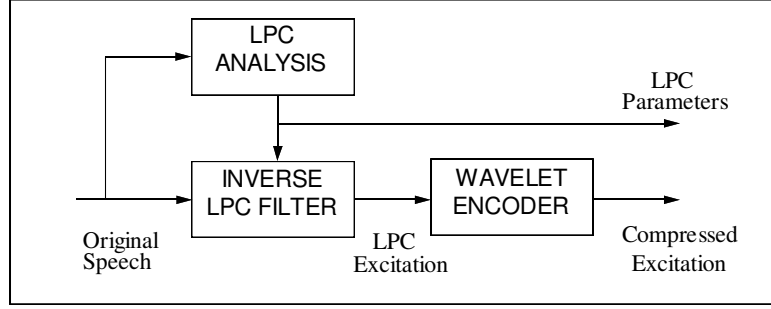 LPC
ANALYSIS
LPC
Parameters
INVERSE
LPC FILTER
WAVELET
ENCODER
Original
Speech
LPC
Excitation
Compressed
Excitation